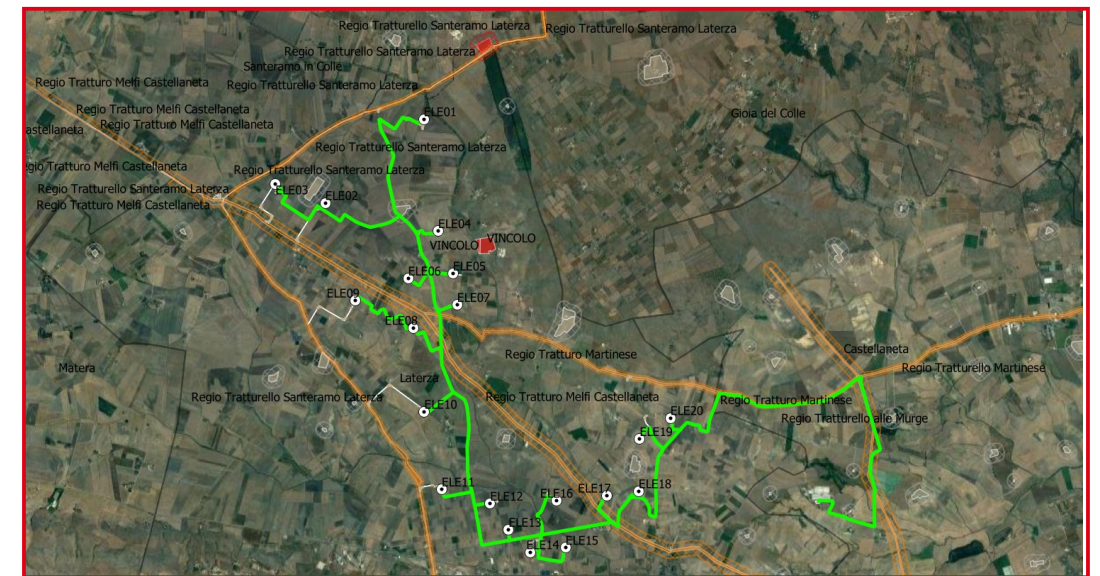 Regio Tratturello Santeramo Laterza
Regio Tratturello Santeramo Laterza
Regio Tratturello Santeramo Laterza
Santeramo in Colle
Regio Tratturo Melfi Castellaneta
Regio Tratturello Santeramo Laterza
Regio Tratturo Melfi Castellaneta
ELE01
Gioia del Colle
Regio Tratturo Melfi Castellaneta
astellaneta
Regio Tratturello Santeramo Laterza
gio Tratturo Melfi Castellaneta
Regio Tratturello Santeramo Laterza
Regio Tratturello Santeramo Laterza
ELE03
ELE02
Regio Tratturo Melfi Castellaneta
ELE04
VINCOLO
VINCOLO
ELE05
ELE06
ELE09
ELE07
ELE08
Castellaneta
Regio Tratturo Martinese
Matera
Regio Tratturello Martinese
Laterza
Regio Tratturello Santeramo Laterza
Regio Tratturo Melfi Castellaneta
Regio Tratturo Martinese
ELE10
ELE20
Regio Tratturello alle Murge
ELE19
ELE11
ELE18
ELE17
ELE16
ELE12
ELE13
ELE14
ELE15